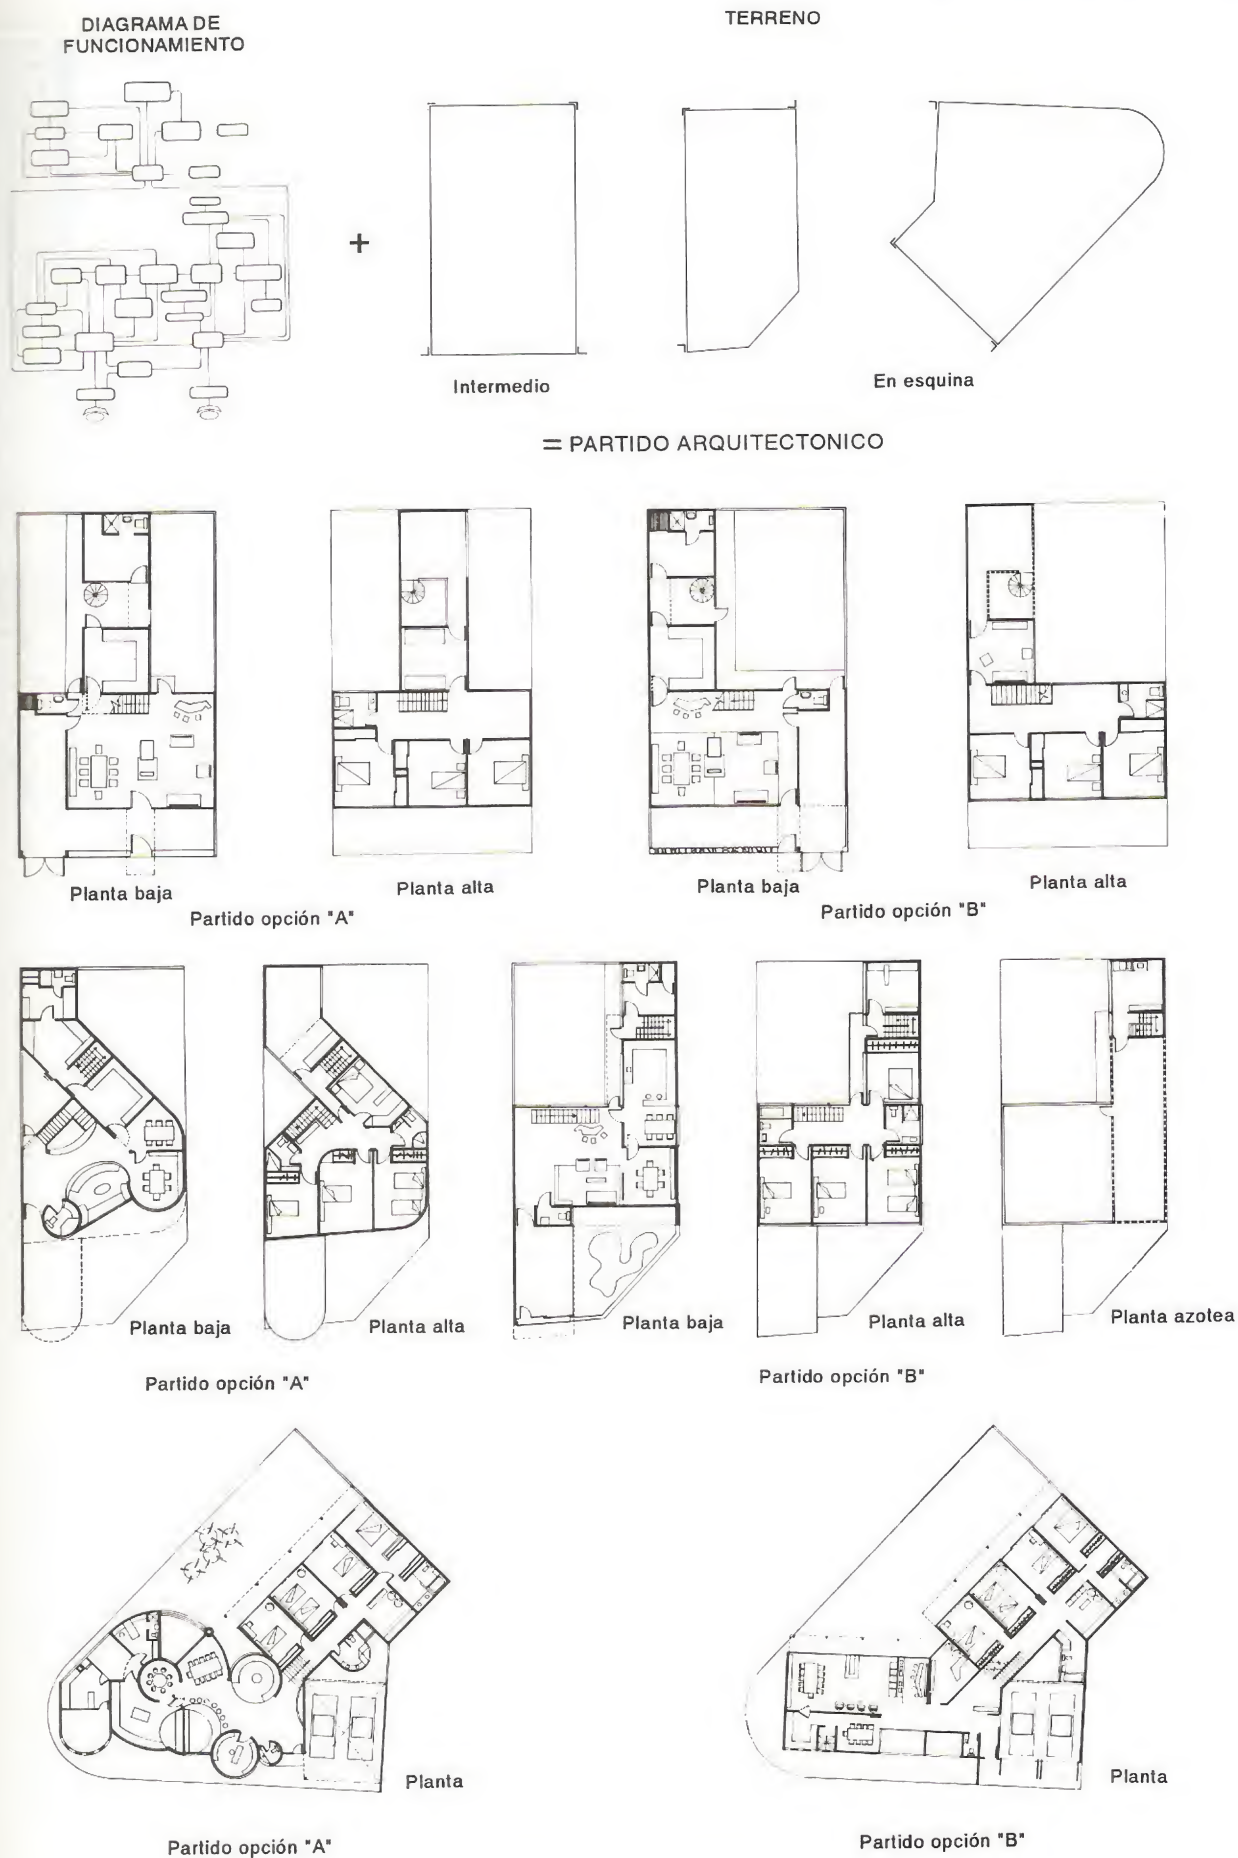 DIAGRAMA DE
FUNCIONAMIENTO
TERRENO
+
Intermedio
En esquina
= PARTIDO ARQUITECTONICO
Planta baja
Planta alta
Planta baja
Planta alta
Partido opción "A"
Partido opción "B"
Planta baja
Planta alta
Planta baja
Planta alta
Planta azotea
Partido opción "A"
Partido opción "B"
Planta
Planta
Partido opción "A"
Partido opción "B"